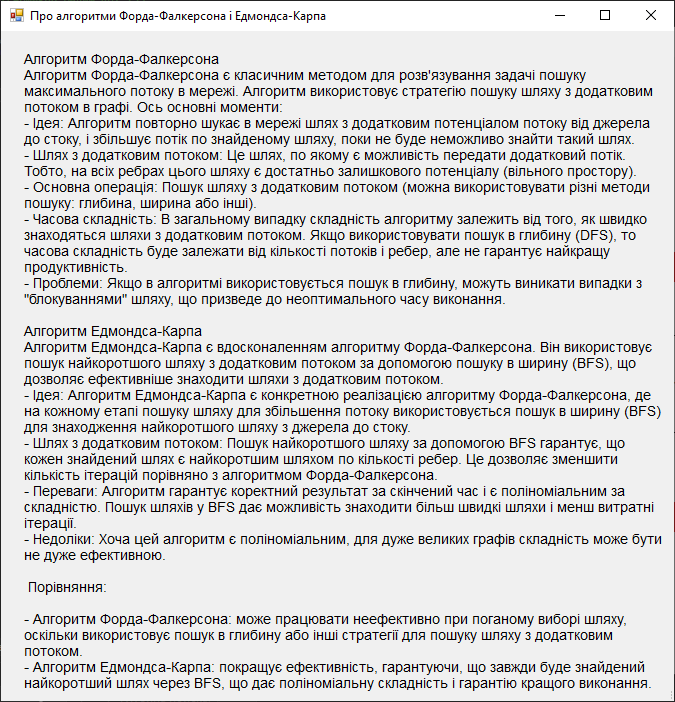 Про алгоритми Форда-Фалкерсона і Едмондса-Карпа
Алгоритм Форда-Фалкерсона
Алгоритм Форда-Фалкерсона є класичним методом для розв'язування задачі пошуку
максимального потоку в мережі. Алгоритм використовує стратегію пошуку шляху з додатковим
потоком в графі. Ось основні моменти:
- Ідея: Алгоритм повторно шукає в мережі шлях з додатковим потенціалом потоку від джерела
до стоку, і збільшує потік по знайденому шляху, поки не буде неможливо знайти такий шлях.
- Шлях з додатковим потоком: Це шлях, по якому є можливість передати додатковий потік.
Тобто, на всіх ребрах цього шляху є достатньо залишкового потенціалу (вільного простору).
- Основна операція: Пошук шляху з додатковим потоком (можна використовувати різні методи
пошуку: глибина, ширина або інші).
- Часова складність: В загальному випадку складність алгоритму залежить від того, як швидко
знаходяться шляхи з додатковим потоком. Якщо використовувати пошук в глибину (DFS), то
часова складність буде залежати від кількості потоків і ребер, але не гарантує найкращу
продуктивність.
- Проблеми: Якщо в алгоритмі використовується пошук в глибину, можуть виникати випадки з
"блокуваннями" шляху, що призведе до неоптимального часу виконання.
Алгоритм Едмондса-Карпа
Алгоритм Едмондса-Карпа є вдосконаленням алгоритму Форда-Фалкерсона. Він використовує
пошук найкоротшого шляху з додатковим потоком за допомогою пошуку в ширину (BFS), що
дозволяє ефективніше знаходити шляхи з додатковим потоком.
- Ідея: Алгоритм Едмондса-Карпа є конкретною реалізацією алгоритму Форда-Фалкерсона, де
на кожному етапі пошуку шляху для збільшення потоку використовується пошук в ширину (BFS)
для знаходження найкоротшого шляху з джерела до стоку.
- Шлях з додатковим потоком: Пошук найкоротшого шляху за допомогою BFS гарантує, що
кожен знайдений шлях є найкоротшим шляхом по кількості ребер. Це дозволяє зменшити
кількість ітерацій порівняно з алгоритмом Форда-Фалкерсона.
- Переваги: Алгоритм гарантує коректний результат за скінчений час і є поліноміальним за
складністю. Пошук шляхів у BFS дає можливість знаходити більш швидкі шляхи і менш витратні
ітерації.
- Недоліки: Хоча цей алгоритм є поліноміальним, для дуже великих графів складність може бути
не дуже ефективною.
Порівняння:
- Алгоритм Форда-Фалкерсона: може працювати неефективно при поганому виборі шляху,
оскільки використовує пошук в глибину або інші стратегії для пошуку шляху з додатковим
потоком.
- Алгоритм Едмондса-Карпа: покращує ефективність, гарантуючи, що завжди буде знайдений
найкоротший шлях через BFS, що дає поліноміальну складність і гарантію кращого виконання.